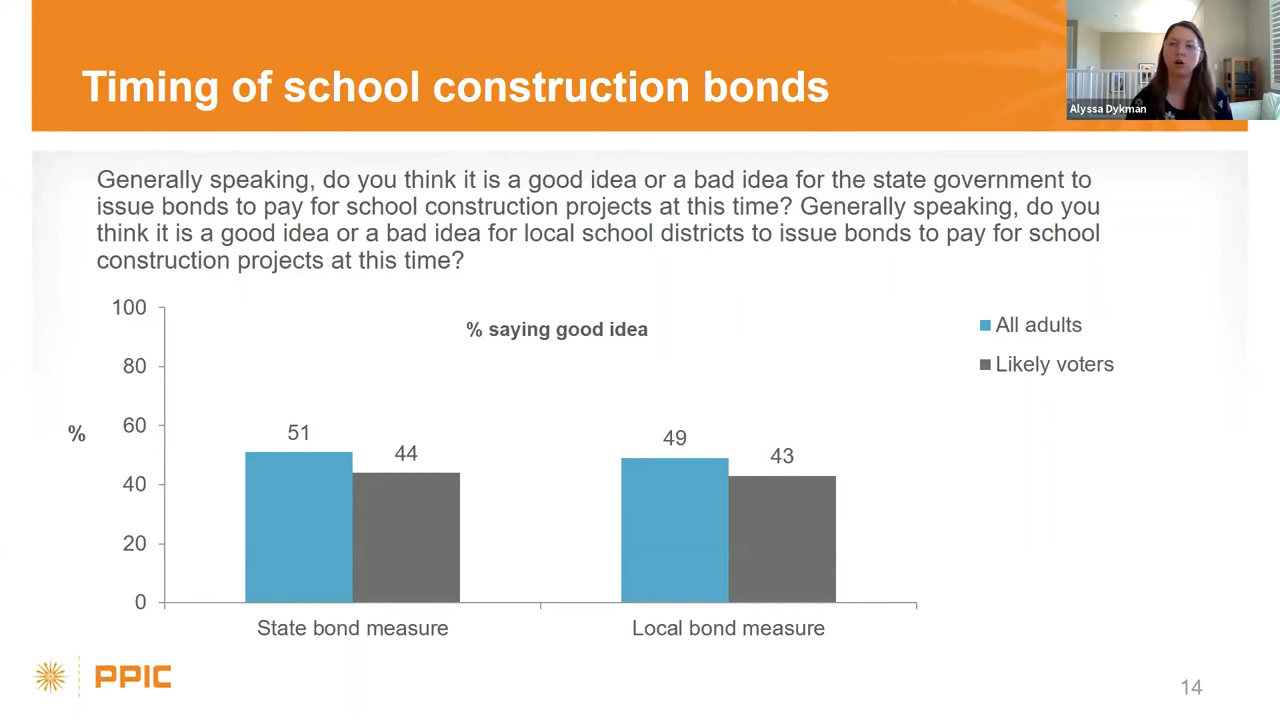 Timing of school construction bonds
Alyssa Dykman
Generally speaking, do you think it is a good idea or a bad idea for the state government to
issue bonds to pay for school construction projects at this time? Generally speaking, do you
think it is a good idea or a bad idea for local school districts to issue bonds to pay for school
construction projects at this time?
% saying good idea
All adults
Likely voters
%
100
80
60
40
20
0
51
44
49
43
State bond measure
Local bond measure
PPIC
14